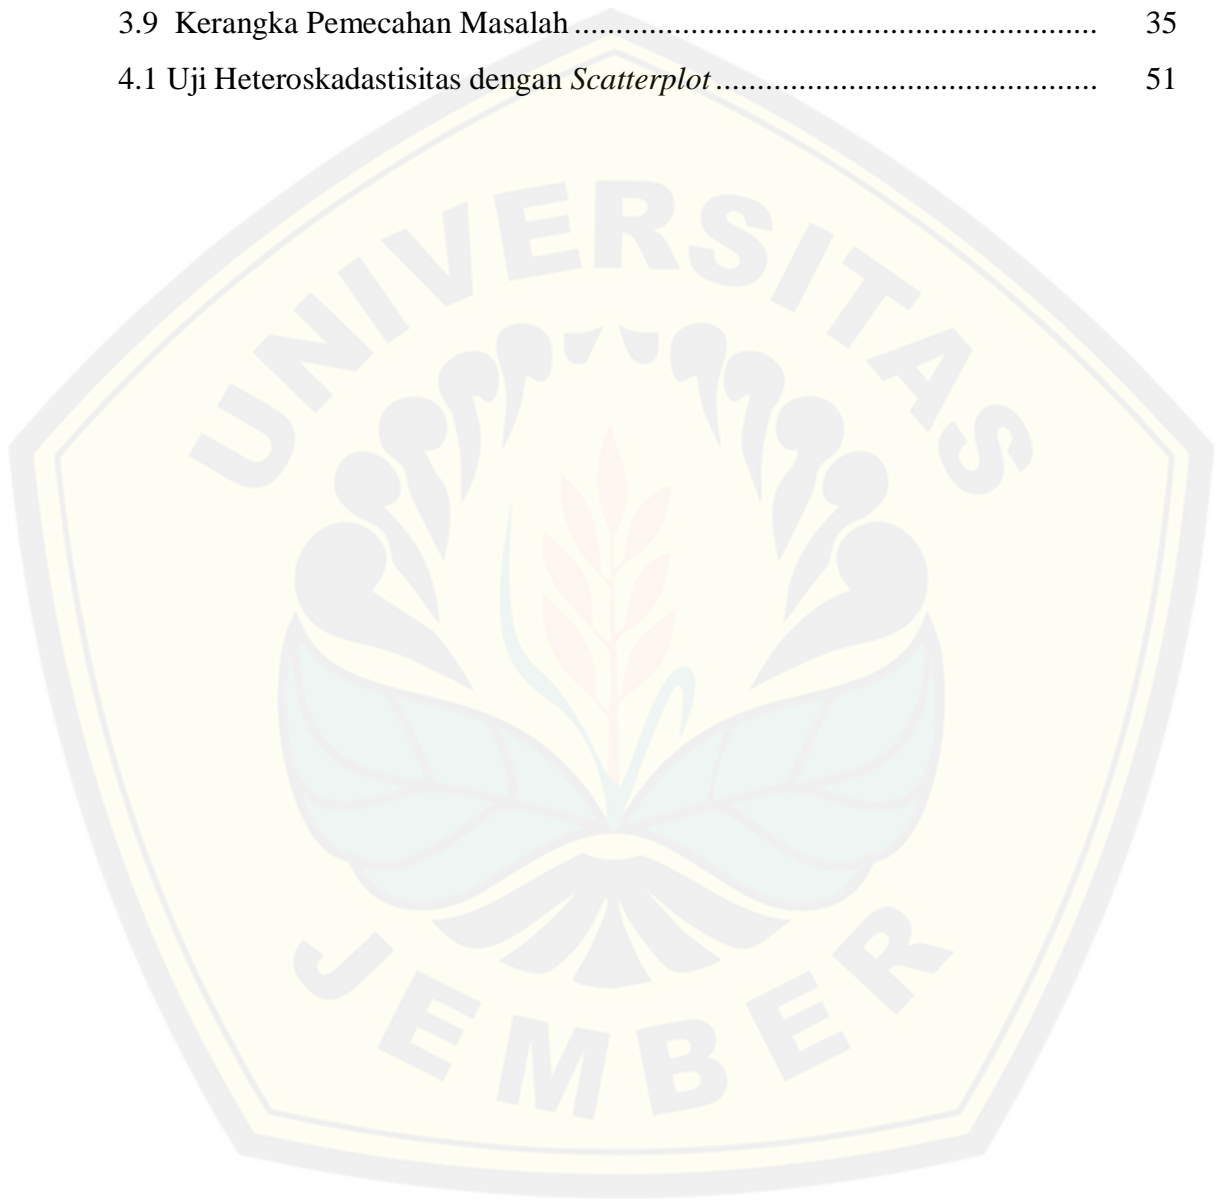 3.9 Kerangka Pemecahan Masalah ............................................................... 35
4.1 Uji Heteroskadastisitas dengan Scatterplot .............................................. 51
UNIVERSITAS
JEMBER